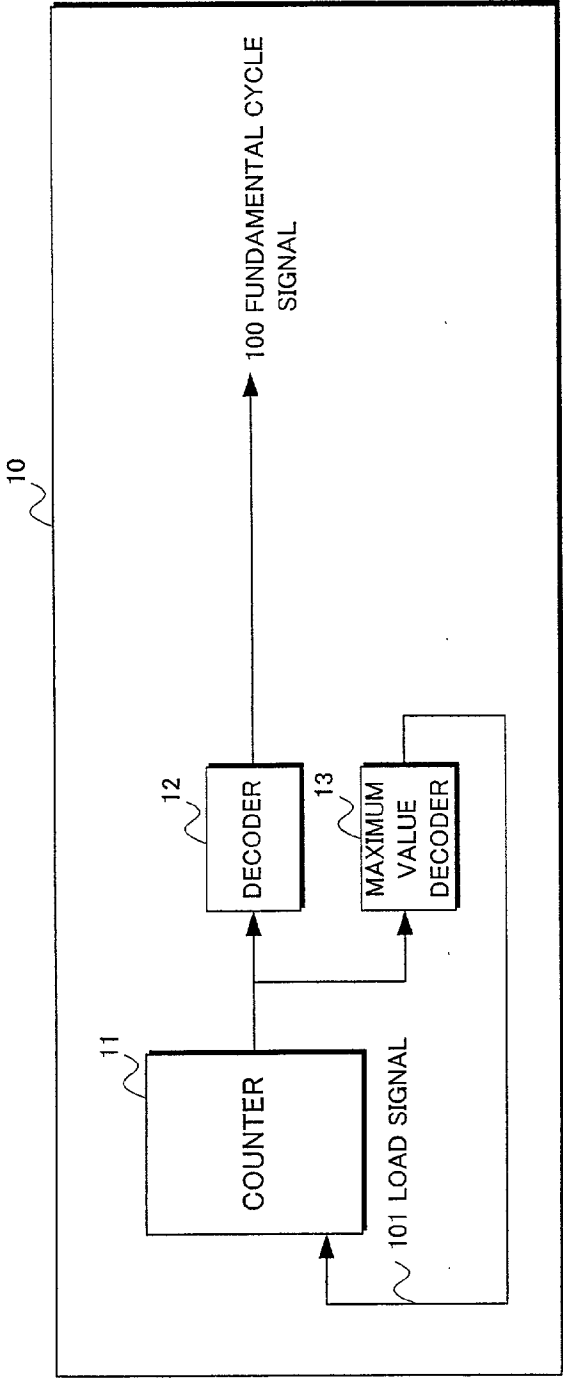 10
11
COUNTER
12
DECODER
13
MAXIMUM
VALUE
DECODER
100 FUNDAMENTAL CYCLE
SIGNAL
101 LOAD SIGNAL